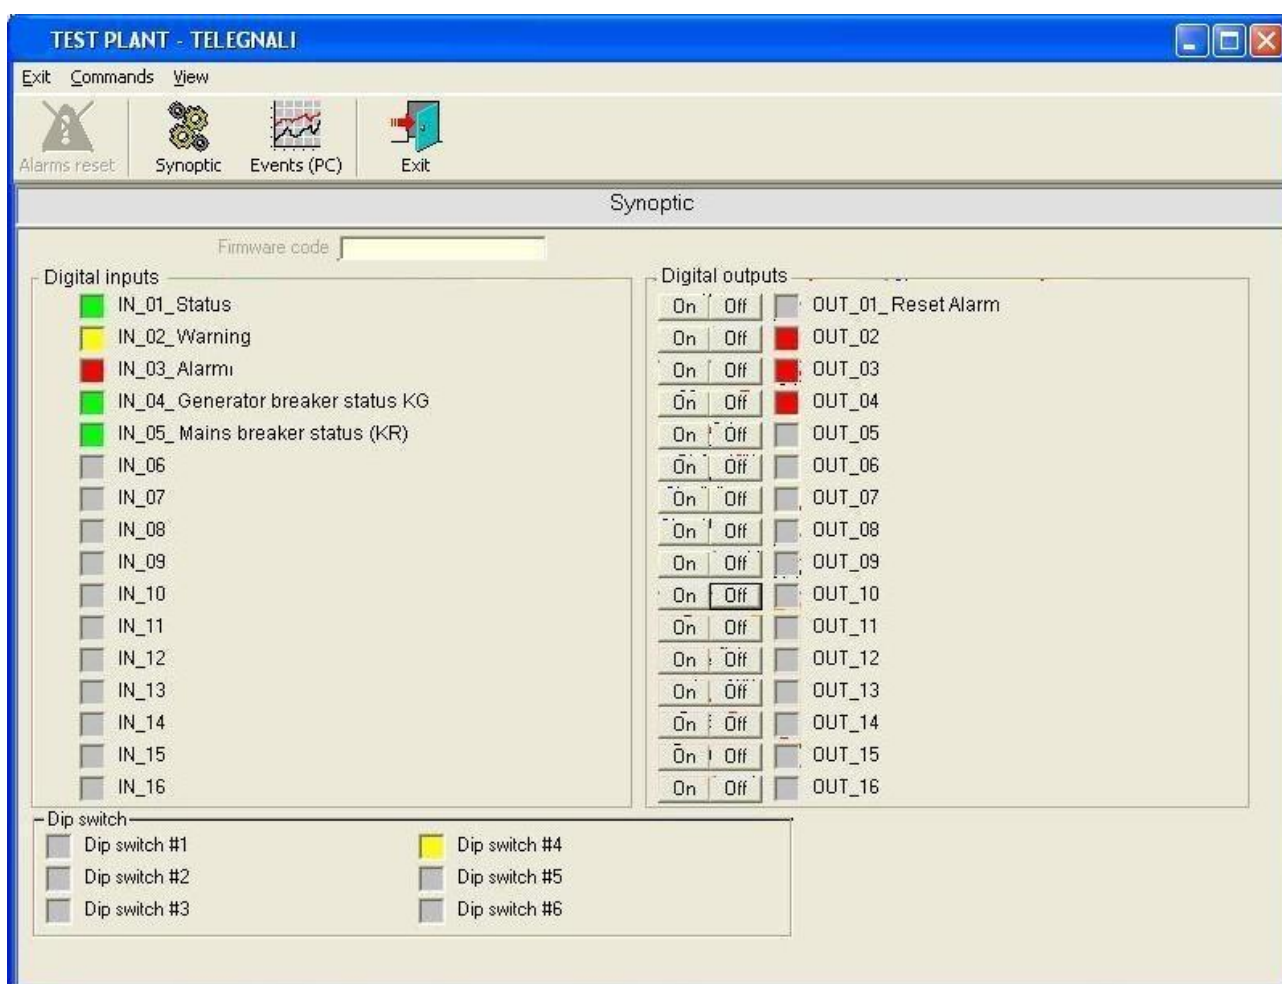 TEST PLANT - TELEGNALI
Exit Commands View
Alarms reset Synoptic Events (PC) Exit
Synoptic
Firmware code
Digital inputs
IN_01_Status
IN_02_Warning
IN_03_Alarm
IN_04_Generator breaker status KG
IN_05_ Mains breaker status (KR)
IN_06
IN_07
IN_08
IN_09
IN_10
IN_11
IN_12
IN_13
IN_14
IN_15
IN_16
Digital outputs
On Off OUT_01_Reset Alarm
On Off OUT_02
On Off OUT_03
On Off OUT_04
On Off OUT_05
On Off OUT_06
On Off OUT_07
On Off OUT_08
On Off OUT_09
On Off OUT_10
On Off OUT_11
On Off OUT_12
On Off OUT_13
On Off OUT_14
On Off OUT_15
On Off OUT_16
Dip switch
Dip switch #1
Dip switch #2
Dip switch #3
Dip switch #4
Dip switch #5
Dip switch #6